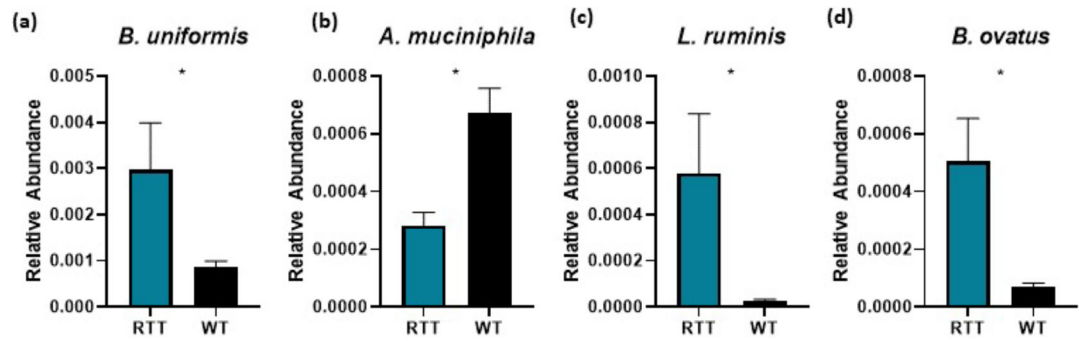 (a)
B. uniformis
*
Relative Abundance
0.005
0.004
0.003
0.002
0.001
0.000
RTT WT
(b)
A. muciniphila
*
Relative Abundance
0.0008
0.0006
0.0004
0.0002
0.0000
RTT WT
(c)
L. ruminis
*
Relative Abundance
0.0010
0.0008
0.0006
0.0004
0.0002
0.0000
RTT WT
(d)
B. ovatus
*
Relative Abundance
0.0008
0.0006
0.0004
0.0002
0.0000
RTT WT